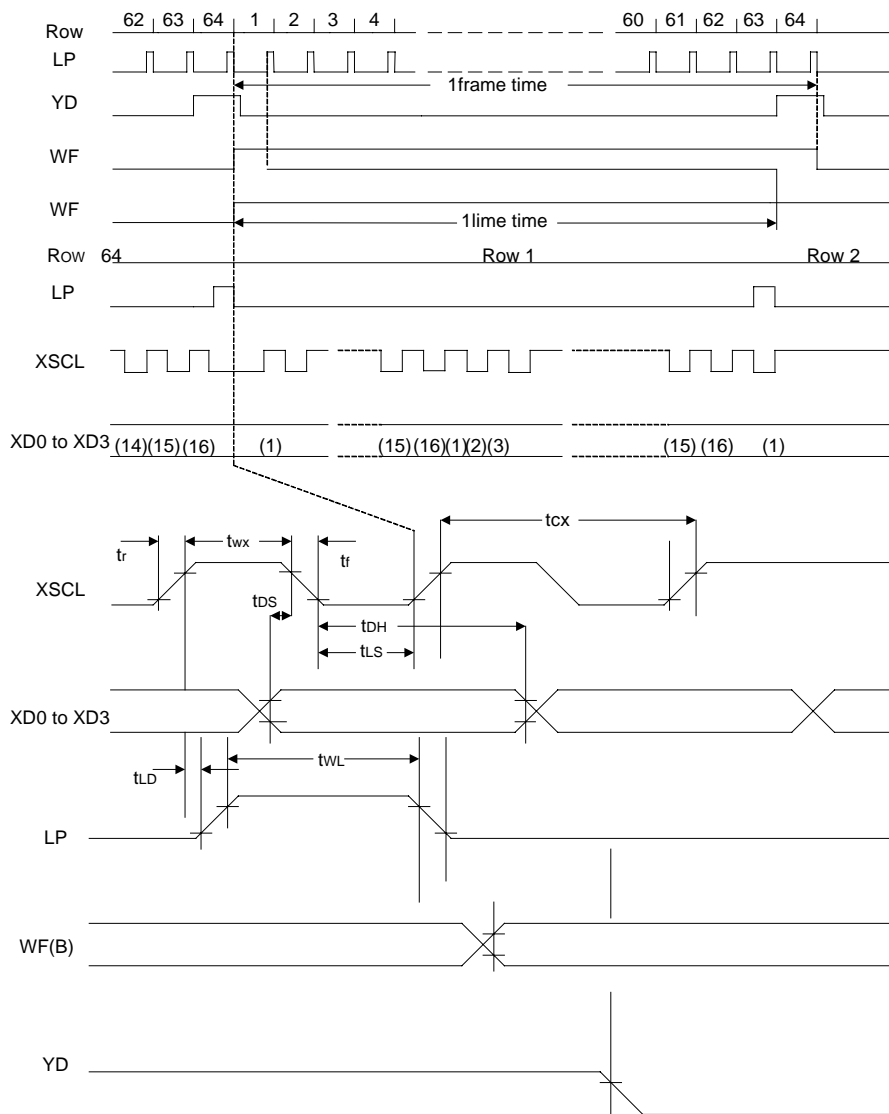 62 63 64 1 2 3 4 60 61 62 63 64
Row
LP
1frame time
YD
WF
WF
1lime time
Row 64 Row 1 Row 2
LP
XSCL
XD0 to XD3 (14) (15) (16) (1) (15) (16) (1) (2) (3) (15) (16) (1)
tcx
tr twx tf
XSCL
tDS
tDH
tLS
XD0 to XD3
tLD tWL
LP
WF(B)
YD